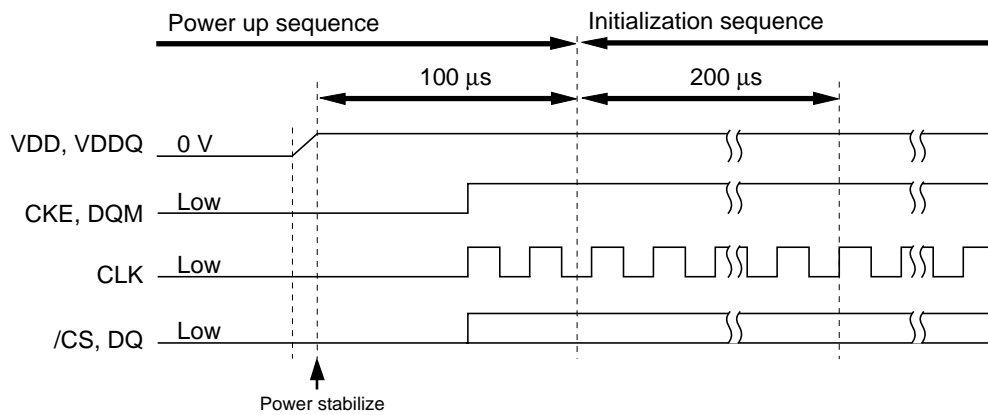 Power up sequence
Initialization sequence
100 μs
200 μs
VDD, VDDQ
0 V
CKE, DQM
Low
CLK
Low
/CS, DQ
Low
Power stabilize